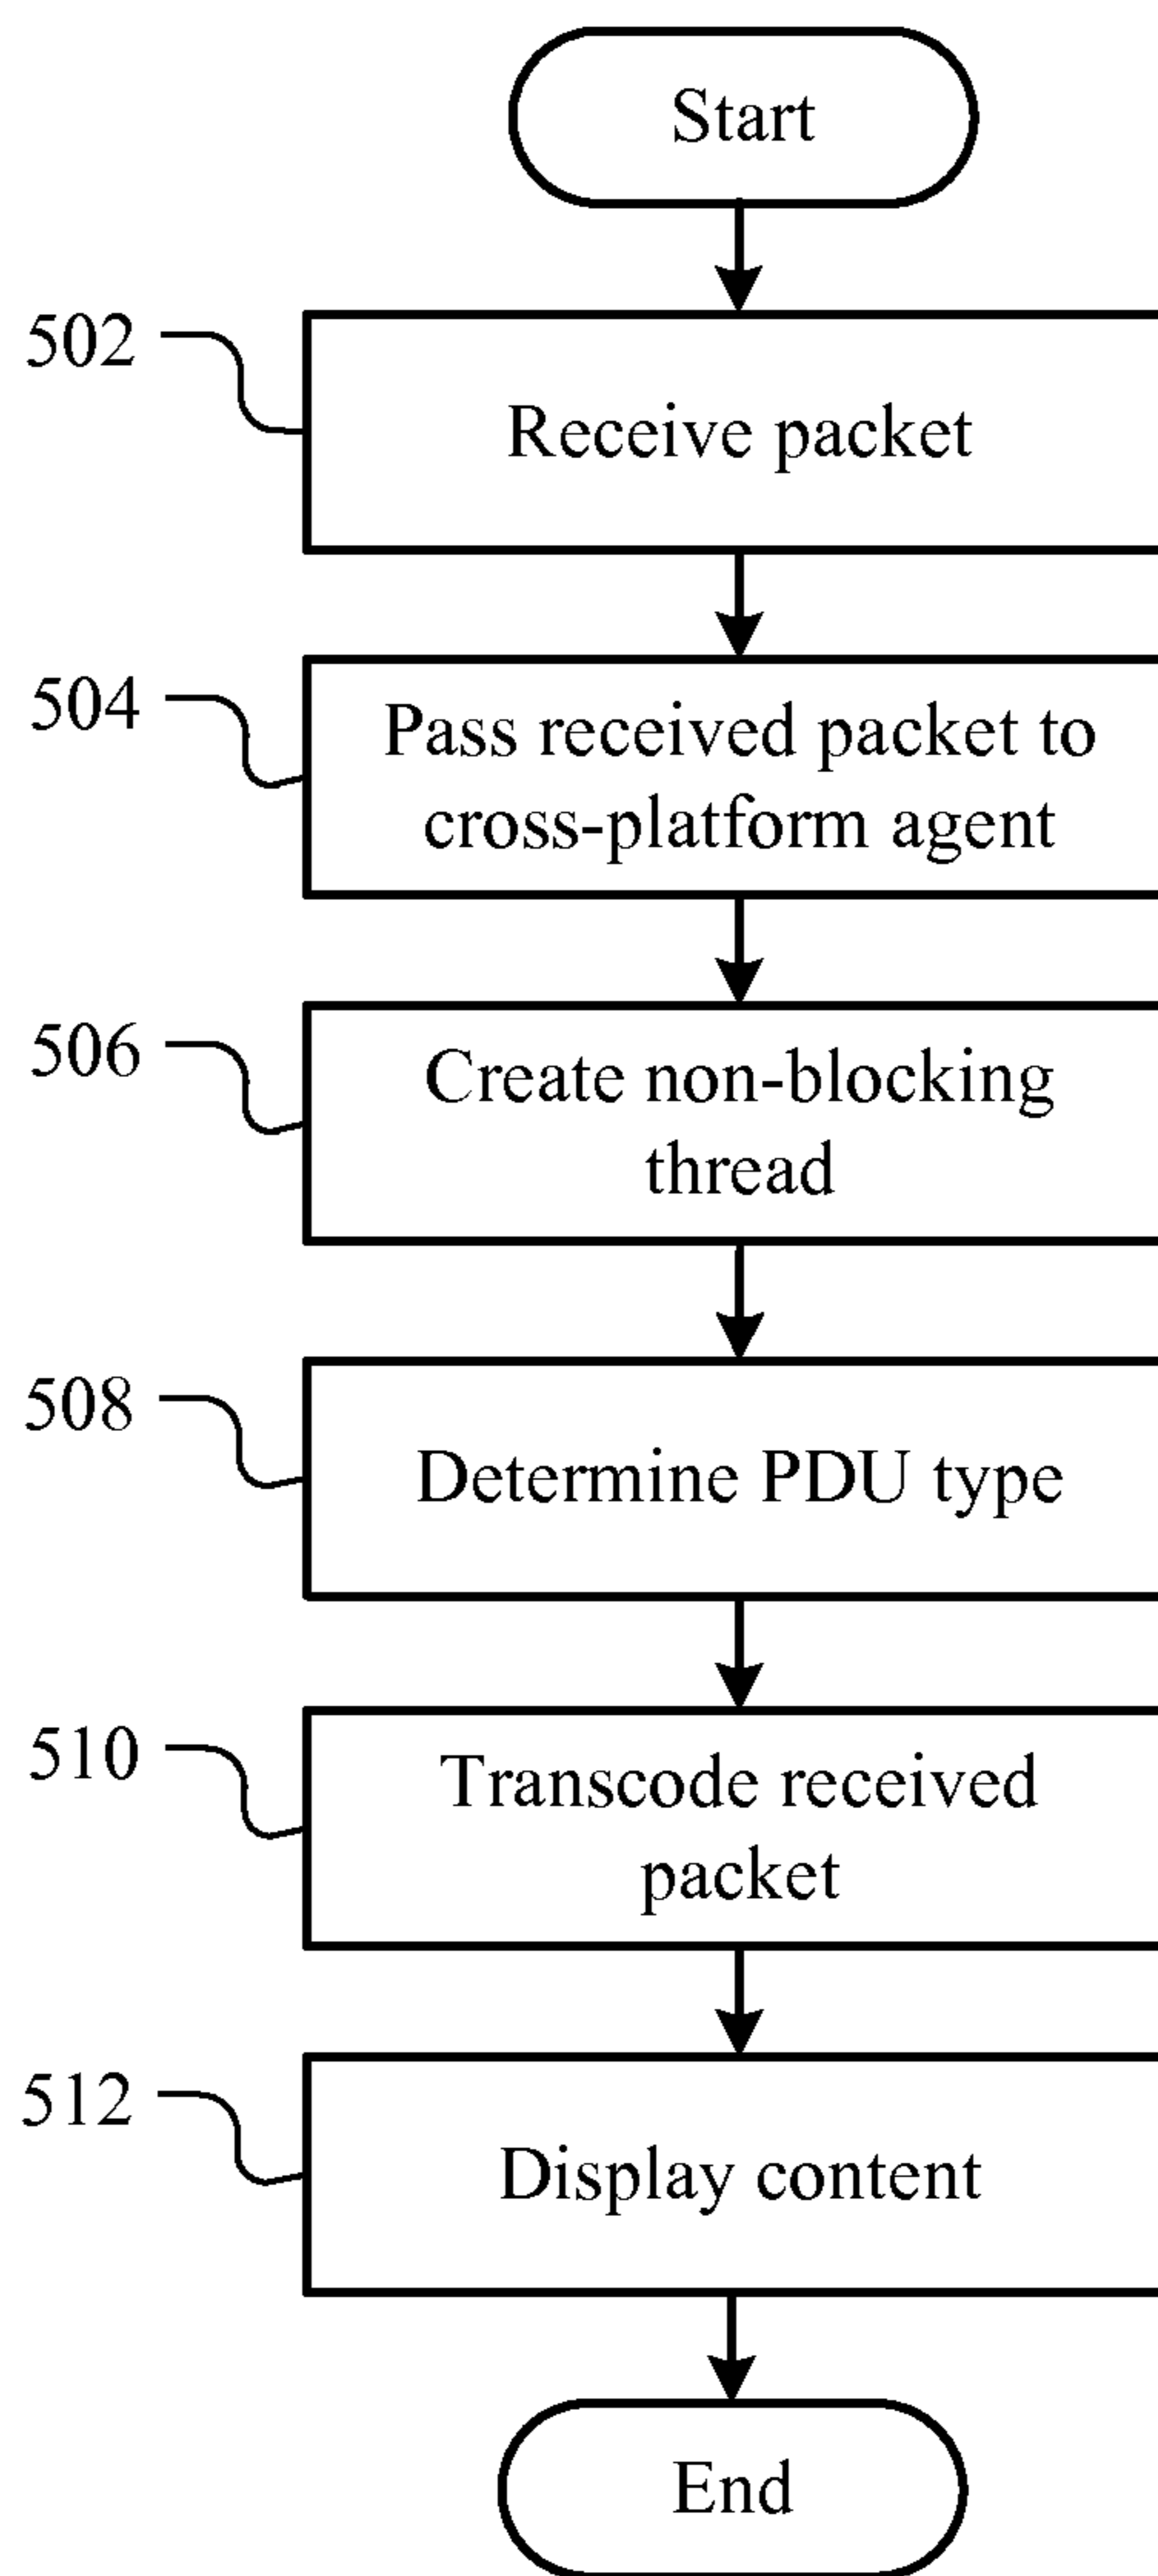 Start
502
Receive packet
504
Pass received packet to
cross-platform agent
506
Create non-blocking
thread
508
Determine PDU type
510
Transcode received
packet
512
Display content
End